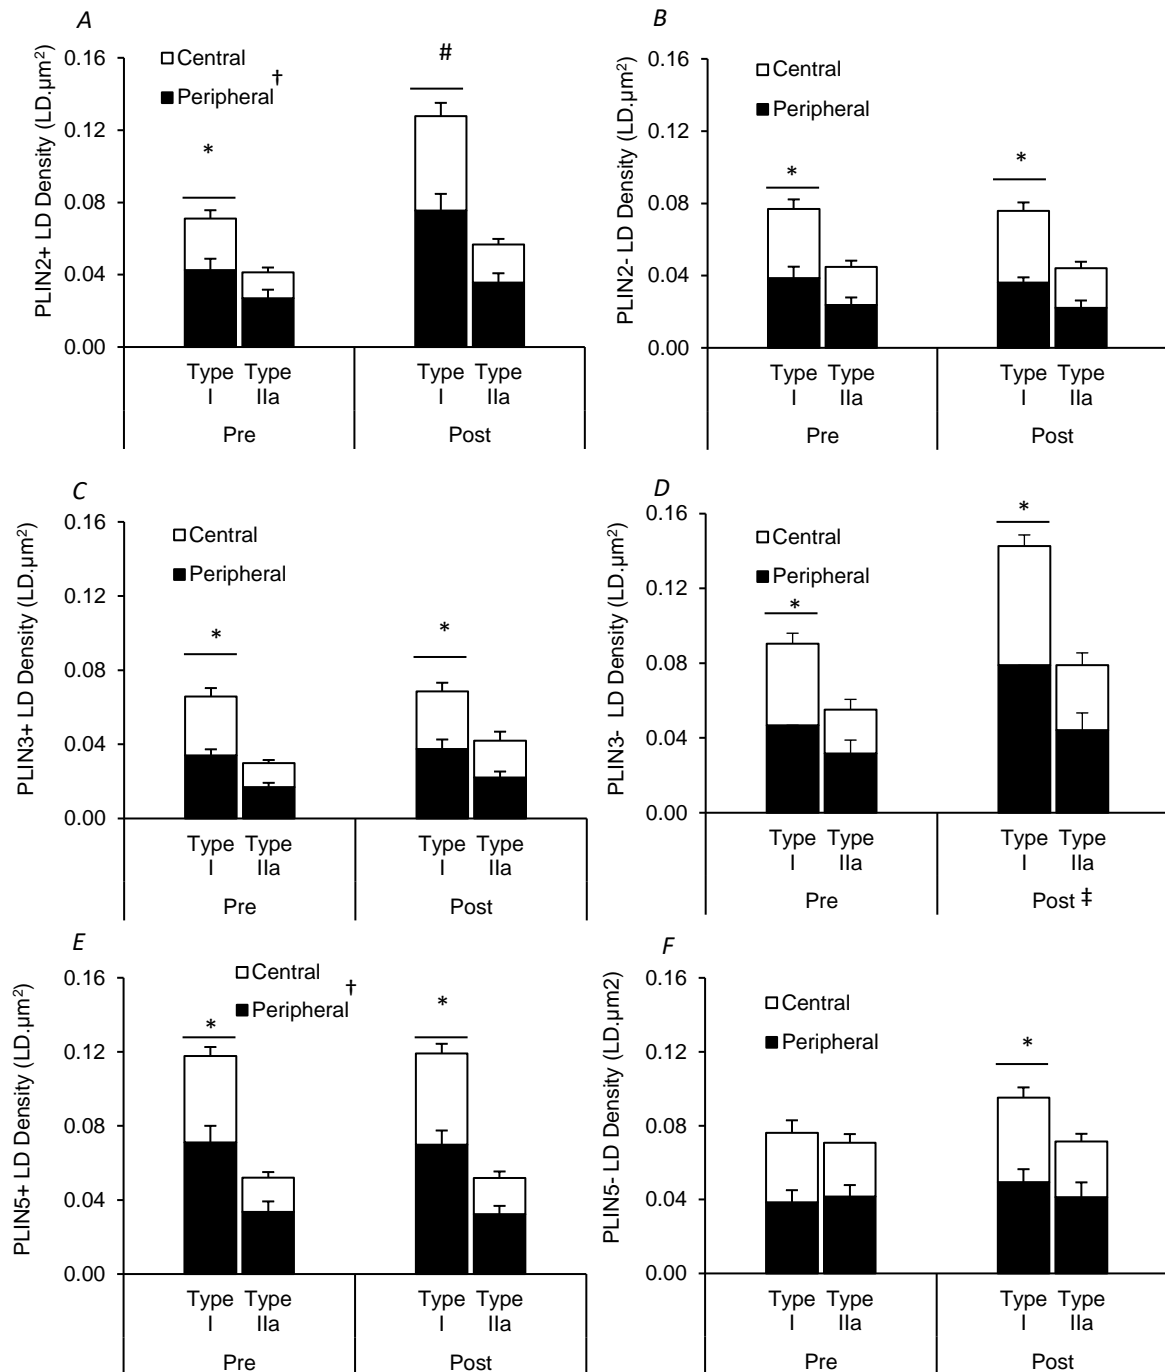 A
PLIN2+ LD Density (LD.µm²)
0.16
0.12
0.08
0.04
0.00
Central
Peripheral†
*
#
Type I
Type IIa
Type I
Type IIa
Pre
Post
B
PLIN2- LD Density (LD.µm²)
0.16
0.12
0.08
0.04
0.00
Central
Peripheral
*
*
Type I
Type IIa
Type I
Type IIa
Pre
Post
C
PLIN3+ LD Density (LD.µm²)
0.16
0.12
0.08
0.04
0.00
Central
Peripheral
*
*
Type I
Type IIa
Type I
Type IIa
Pre
Post
D
PLIN3- LD Density (LD.µm²)
0.16
0.12
0.08
0.04
0.00
Central
Peripheral
*
*
Type I
Type IIa
Type I
Type IIa
Pre
Post ‡
E
PLIN5+ LD Density (LD.µm²)
0.16
0.12
0.08
0.04
0.00
Central
Peripheral†
*
*
Type I
Type IIa
Type I
Type IIa
Pre
Post
F
PLIN5- LD Density (LD.µm2)
0.16
0.12
0.08
0.04
0.00
Central
Peripheral
*
Type I
Type IIa
Type I
Type IIa
Pre
Post